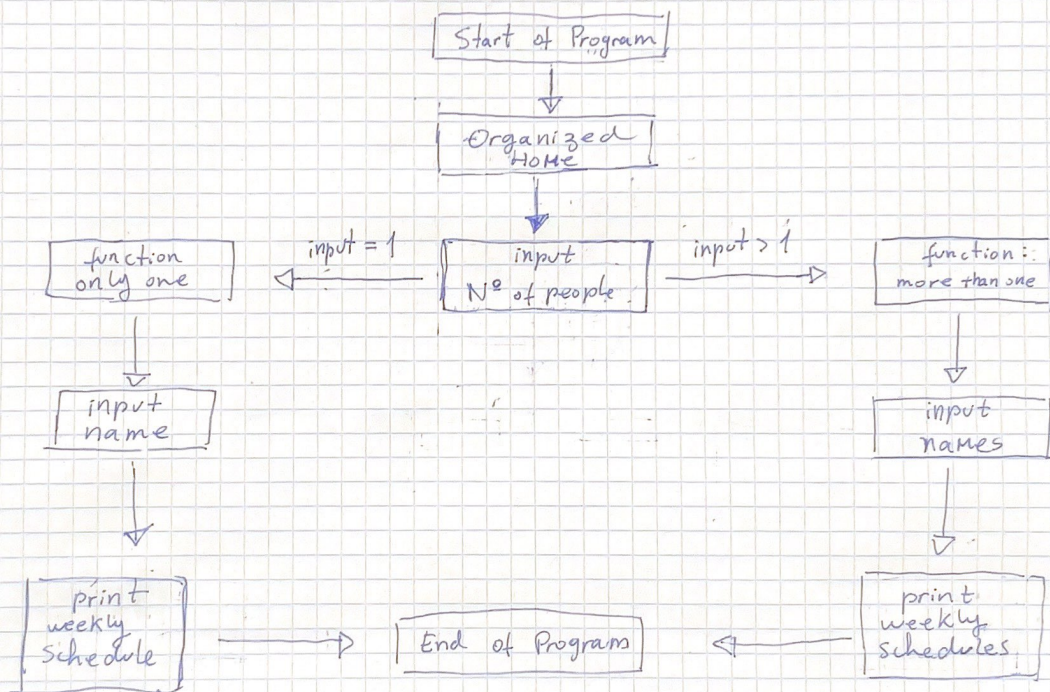 Start of Program
Organized
HOME
input = 1
input > 1
function
only one
input
Nº of people
function:
more than one
input
name
input
names
print
weekly
Schedule
End of Program
print
weekly
schedules